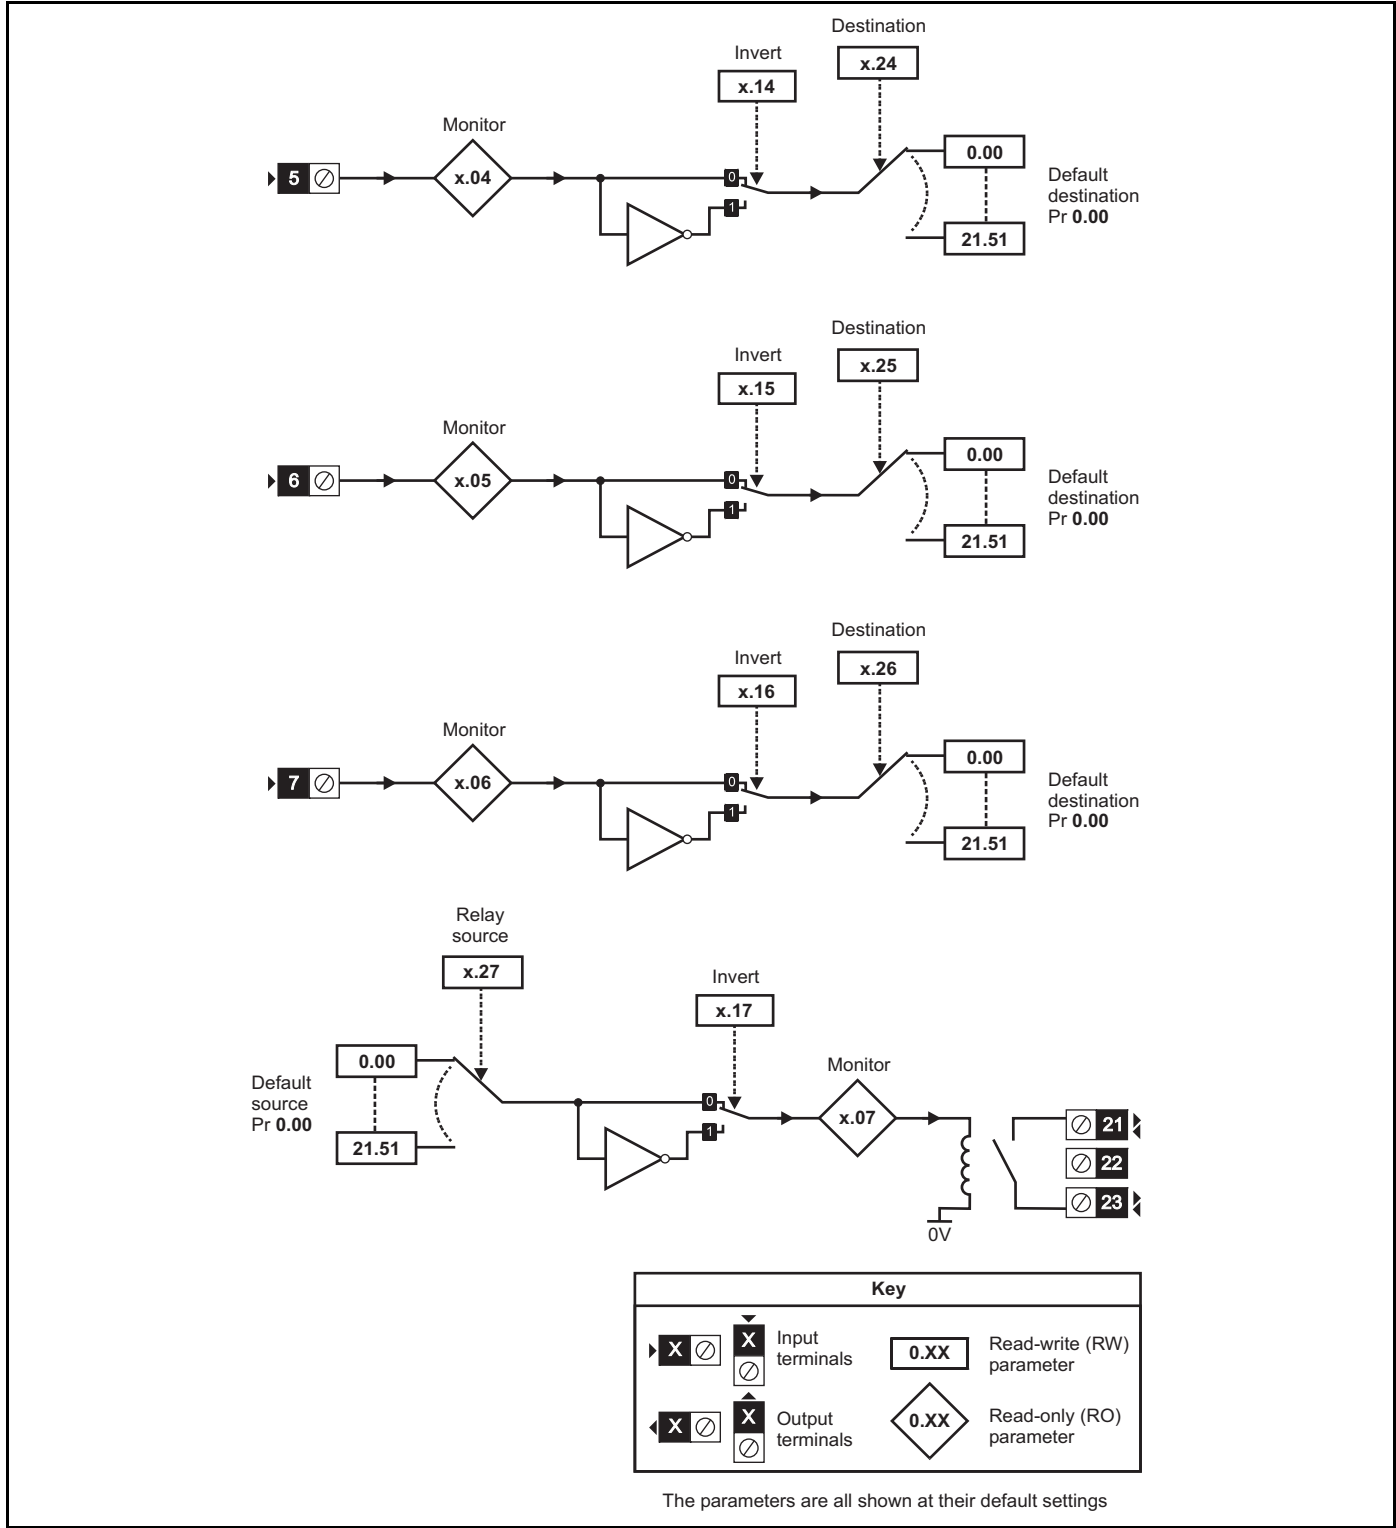 Destination
x.24
Invert
x.14
Monitor
5
x.04
0
1
0.00
21.51
Default
destination
Pr 0.00
Destination
x.25
Invert
x.15
Monitor
6
x.05
0
1
0.00
21.51
Default
destination
Pr 0.00
Destination
x.26
Invert
x.16
Monitor
7
x.06
0
1
0.00
21.51
Default
destination
Pr 0.00
Relay
source
x.27
Invert
x.17
Default
source
Pr 0.00
0.00
21.51
0
1
Monitor
x.07
0V
21
22
23
Key
X
X
Input
terminals
0.XX
Read-write (RW)
parameter
X
X
Output
terminals
0.XX
Read-only (RO)
parameter
The parameters are all shown at their default settings